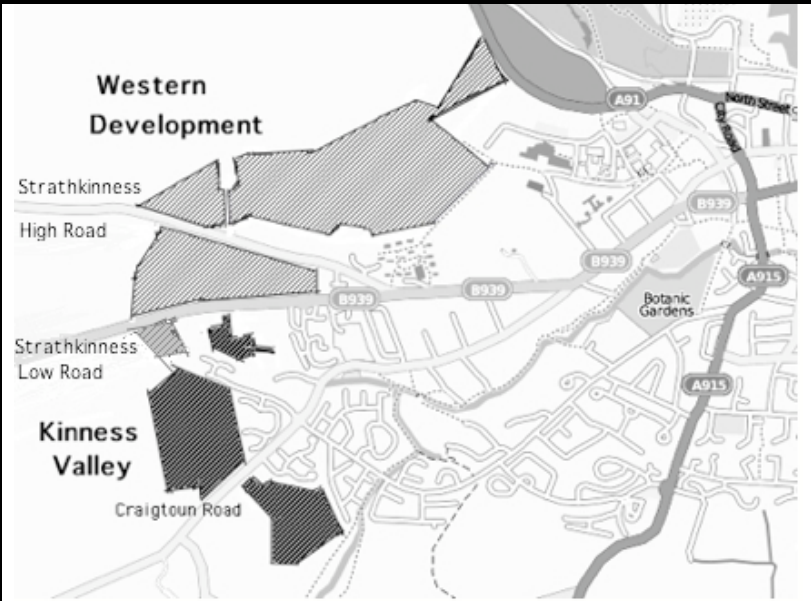 Western
Development
A91
North Street
City Road
Strathkinness
High Road
B939
B939
B939
B939
A915
Botanic
Gardens
Strathkinness
Low Road
A915
Kinness
Valley
Craigtoun Road